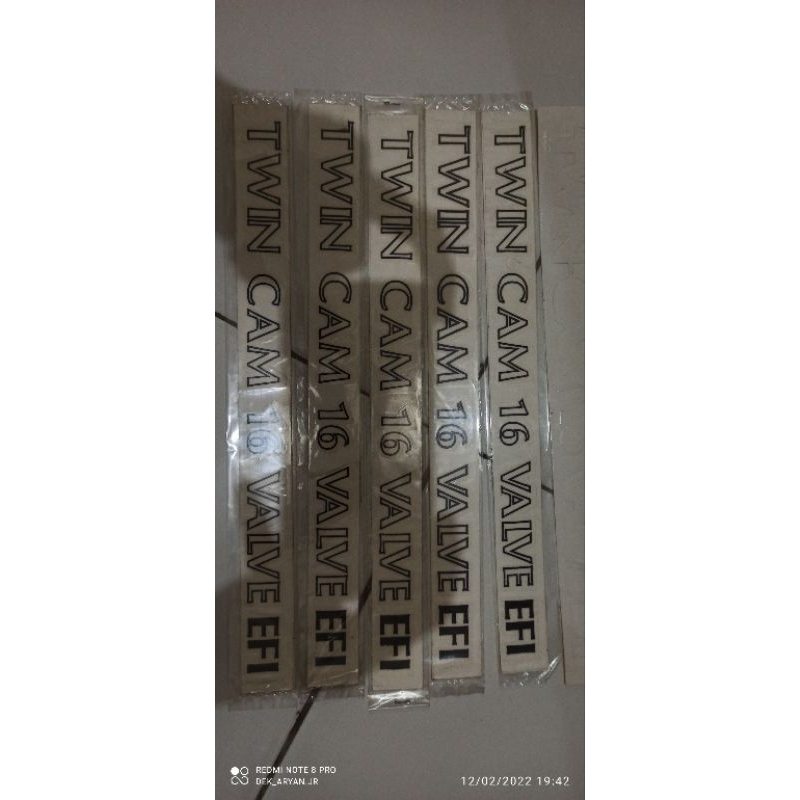 TWIN CAM 16 VALVE EFI
TWIN CAM 16 VALVE EFI
TWIN CAM 16 VALVE EFI
TWIN CAM 16 VALVE EFI
TWIN CAM 16 VALVE EFI
REDMI NOTE 8 PRO
DEK_ARYAN.JR
12/02/2022 19:42